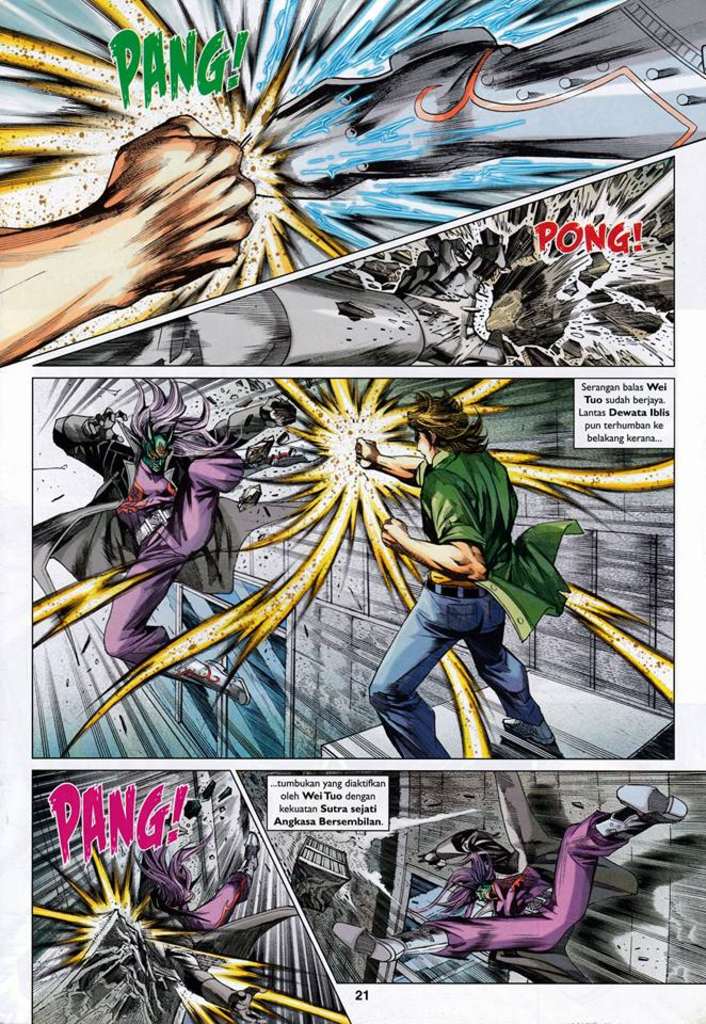 PANG!
PONG!
Serangan balas Wei
Tuo sudah berjaya.
Lantas Dewata Iblis
pun terhumban ke
belakang kerana...
PANG!
...tumbukan yang diaktifkan
oleh Wei Tuo dengan
kekuatan Sutra sejati
Angkasa Bersembilan.
21